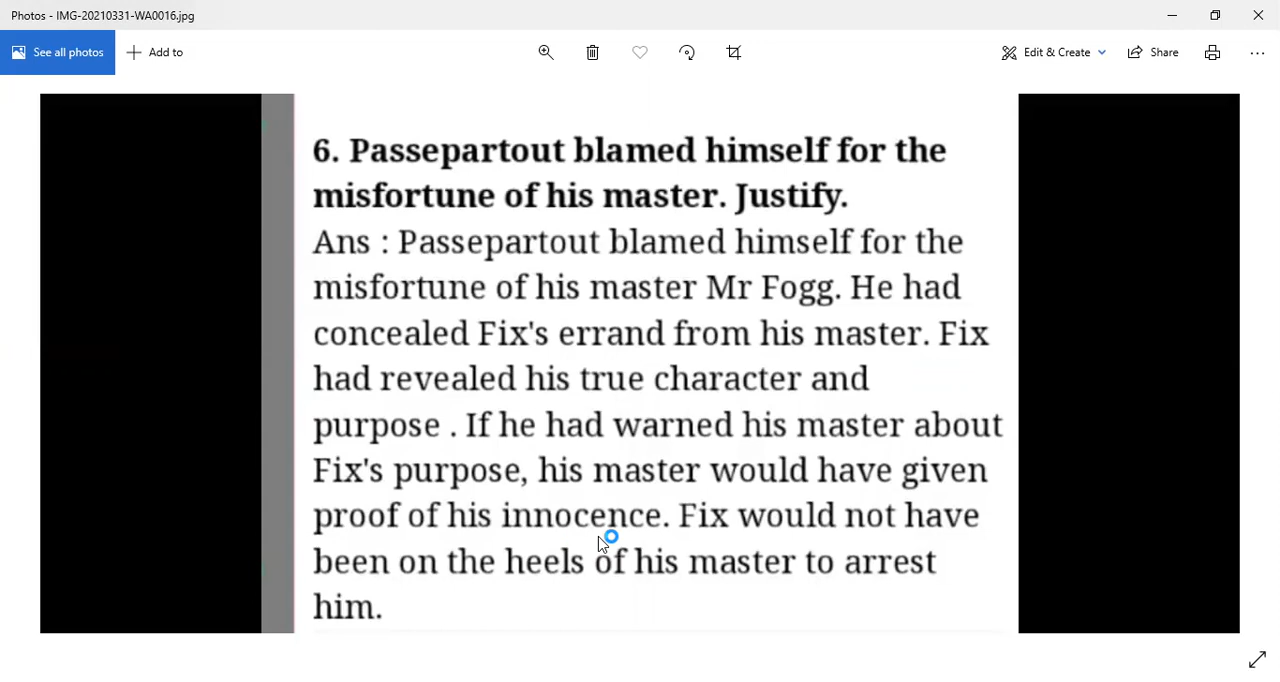 Photos - IMG-20210331-WA0016.jpg
See all photos
Add to
Edit & Create
Share
6. Passepartout blamed himself for the
misfortune of his master. Justify.
Ans : Passepartout blamed himself for the
misfortune of his master Mr Fogg. He had
concealed Fix's errand from his master. Fix
had revealed his true character and
purpose . If he had warned his master about
Fix's purpose, his master would have given
proof of his innocence. Fix would not have
been on the heels of his master to arrest
him.